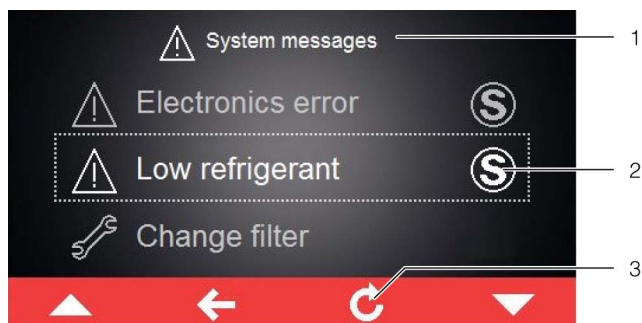 System messages
1
Electronics error
S
Low refrigerant
S
2
Change filter
3